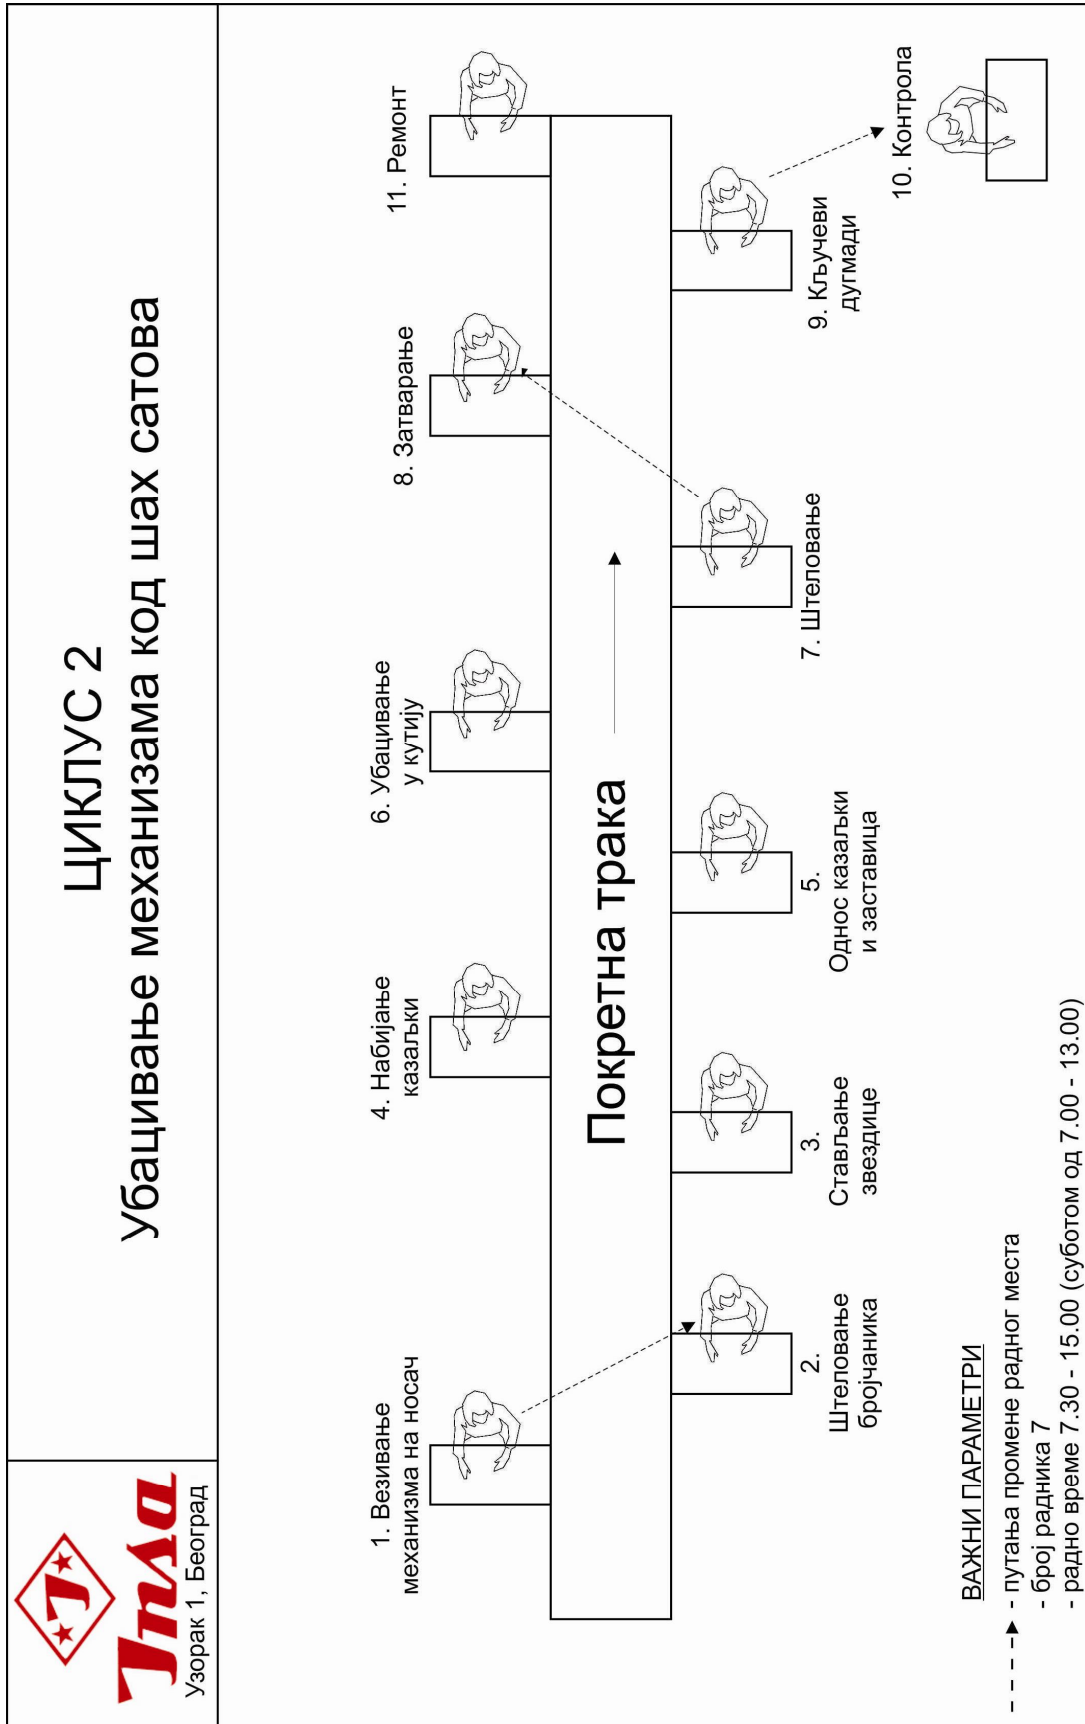 Jnsa
Узорак 1, Београд
ЦИКЛУС 2
Убацивање механизама код шах сатова
1. Везивање
механизма на носач
4. Набијање
казаљки
6. Убацивање
у кутију
8. Затварање
11. Ремонт
Покретна трака
2.
Штеловање
бројчаника
3.
Стављање
звездице
5.
Однос казаљки
и заставица
7. Штеловање
9. Кључеви
дугмади
10. Контрола
ВАЖНИ ПАРАМЕТРИ
- путања промене радног места
- број радника 7
- радно време 7.30 - 15.00 (суботом од 7.00 - 13.00)